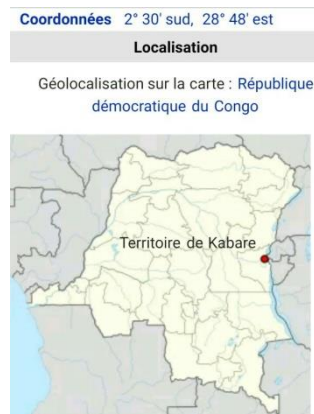 Coordonnées 2° 30′ sud, 28° 48′ est
Localisation
Géolocalisation sur la carte : République
démocratique du Congo
Territoire de Kabare